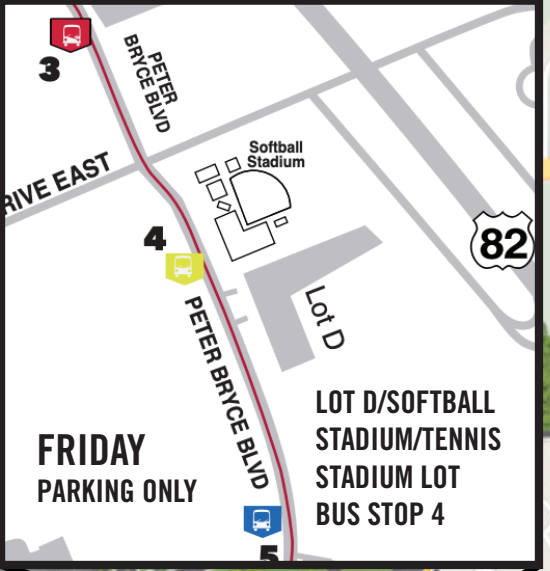 3
PETER
BRYCE BLVD
RIVE EAST
Softball
Stadium
82
4
Lot D
PETER BRYCE BLVD
FRIDAY
PARKING ONLY
LOT D/SOFTBALL
STADIUM/TENNIS
STADIUM LOT
BUS STOP 4
5